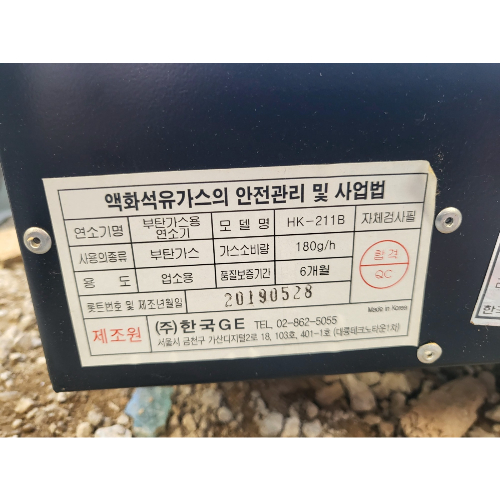 액화석유가스의 안전관리 및 사업법
연소기명 부탄가스용 연소기 모델명 HK-211B 자체검사필
사용의종류 부탄가스 가스소비량 180g/h 합격
용도 업소용 품질보증기간 6개월 QC
롯트번호 및 제조년월일 20190528 Made in Korea
제조원 (주)한국GE TEL. 02-862-5055
서울시 금천구 가산디지털2로 18, 103호, 401-1호 (대륭테크노타운1차)